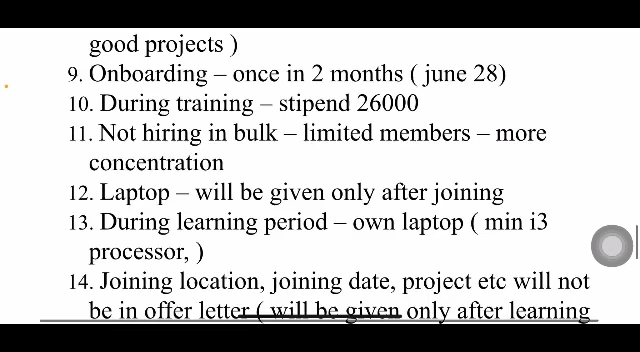 good projects )
9. Onboarding – once in 2 months ( june 28)
10. During training – stipend 26000
11. Not hiring in bulk – limited members – more
concentration
12. Laptop – will be given only after joining
13. During learning period – own laptop ( min i3
processor, )
14. Joining location, joining date, project etc will not
be in offer letter ( will be given only after learning